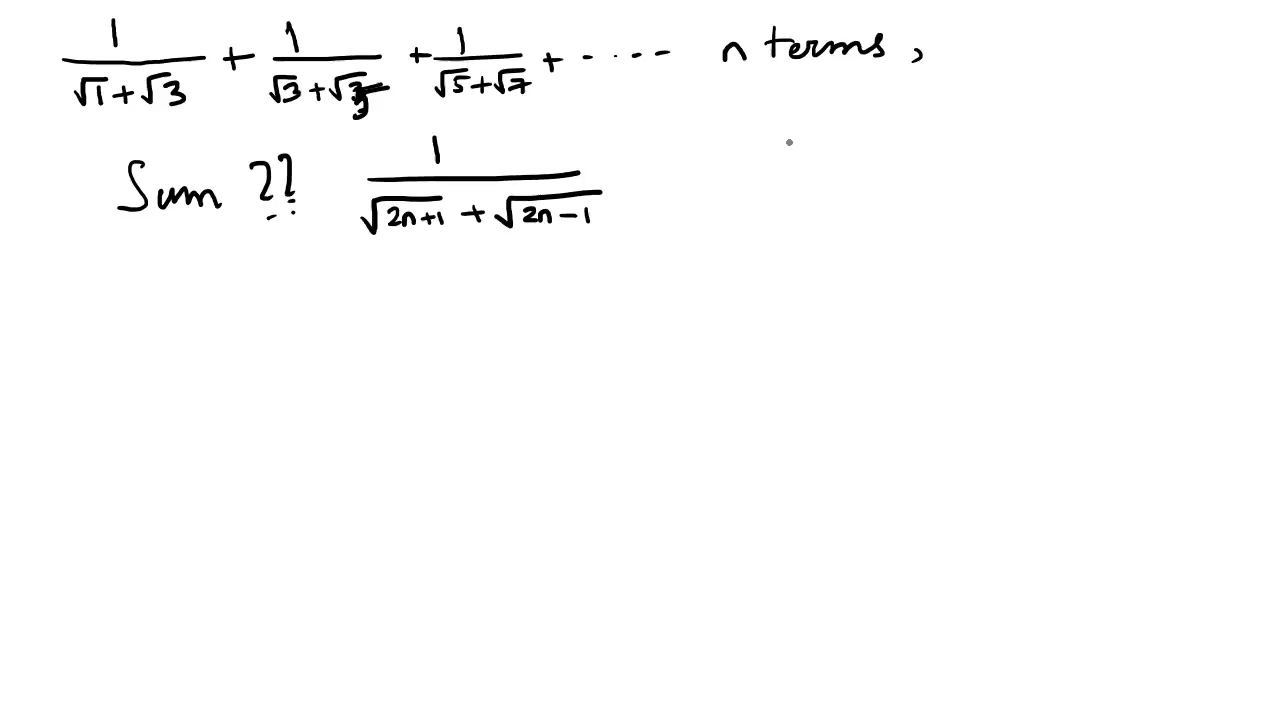 1/(√1+√3) + 1/(√3+√5) + 1/(√5+√7) + ..... n terms,
Sum ?? 1/(√(2n+1) + √(2n-1))